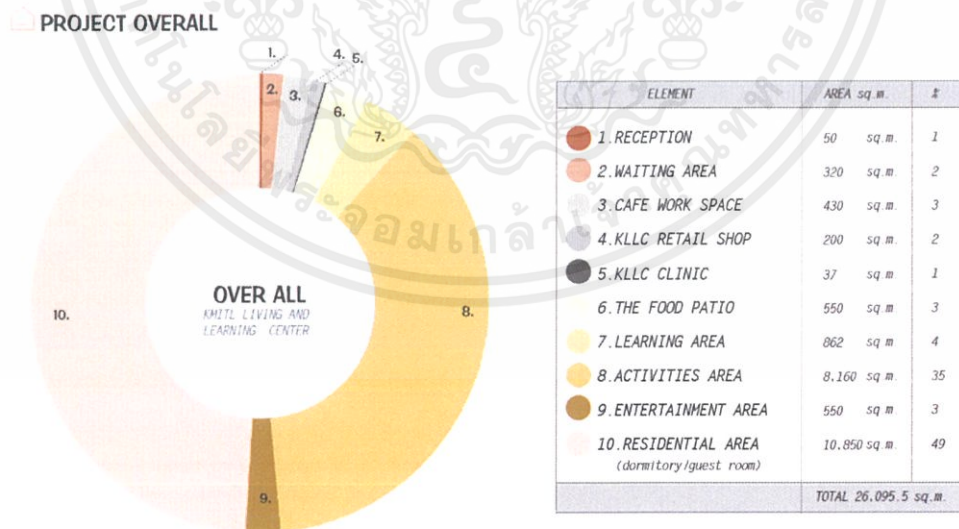 PROJECT OVERALL
1.
2.
3.
4.
5.
6.
7.
8.
9.
10.
OVER ALL
KMITL LIVING AND
LEARNING CENTER
ELEMENT AREA sq.m. %
1.RECEPTION 50 sq.m. 1
2.WAITING AREA 320 sq.m. 2
3.CAFE WORK SPACE 430 sq.m. 3
4.KLLC RETAIL SHOP 200 sq.m. 2
5.KLLC CLINIC 37 sq.m 1
6.THE FOOD PATIO 550 sq.m 3
7.LEARNING AREA 862 sq.m 4
8.ACTIVITIES AREA 8.160 sq.m. 35
9.ENTERTAINMENT AREA 550 sq.m 3
10.RESIDENTIAL AREA 10.850 sq.m. 49
(dormitory/guest room)
TOTAL 26.095.5 sq.m.